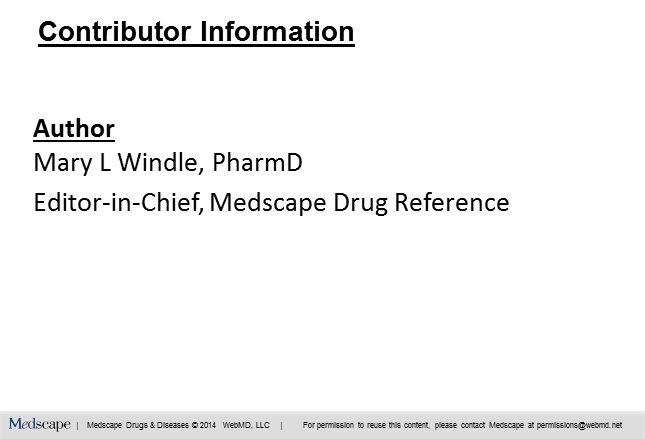 Contributor Information
Author
Mary L Windle, PharmD
Editor-in-Chief, Medscape Drug Reference
Medscape | Medscape Drugs & Diseases © 2014 WebMD, LLC | For permission to reuse this content, please contact Medscape at permissions@webmd.net